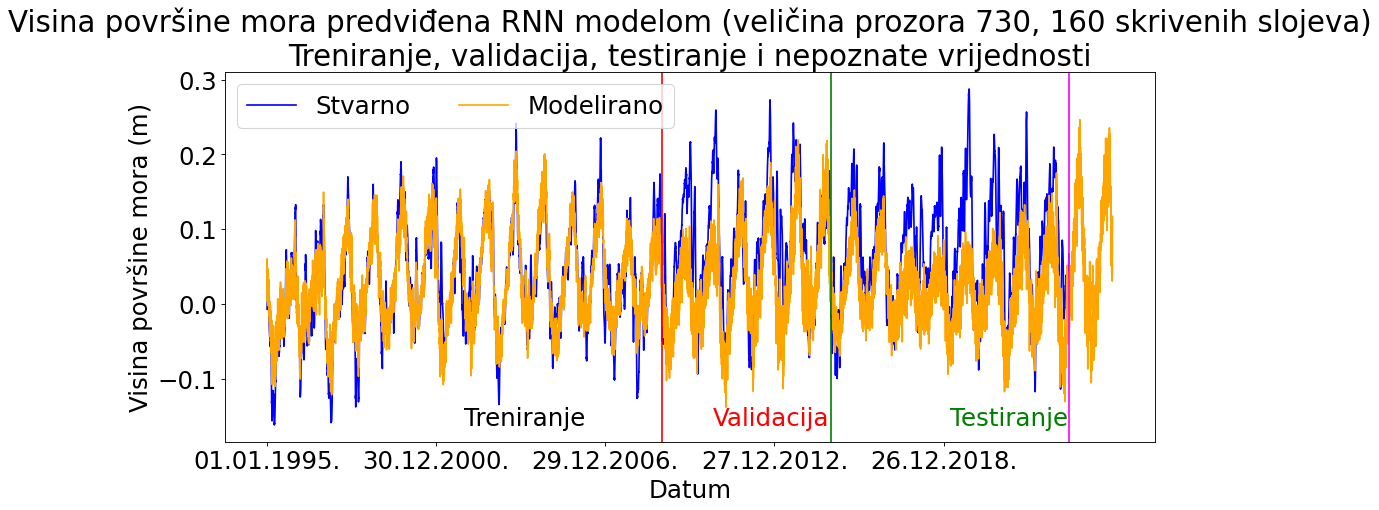 Visina površine mora predviđena RNN modelom (veličina prozora 730, 160 skrivenih slojeva)
Treniranje, validacija, testiranje i nepoznate vrijednosti
Stvarno
Modelirano
Visina površine mora (m)
0.3
0.2
0.1
0.0
−0.1
Treniranje
Validacija
Testiranje
01.01.1995.
30.12.2000.
29.12.2006.
27.12.2012.
26.12.2018.
Datum